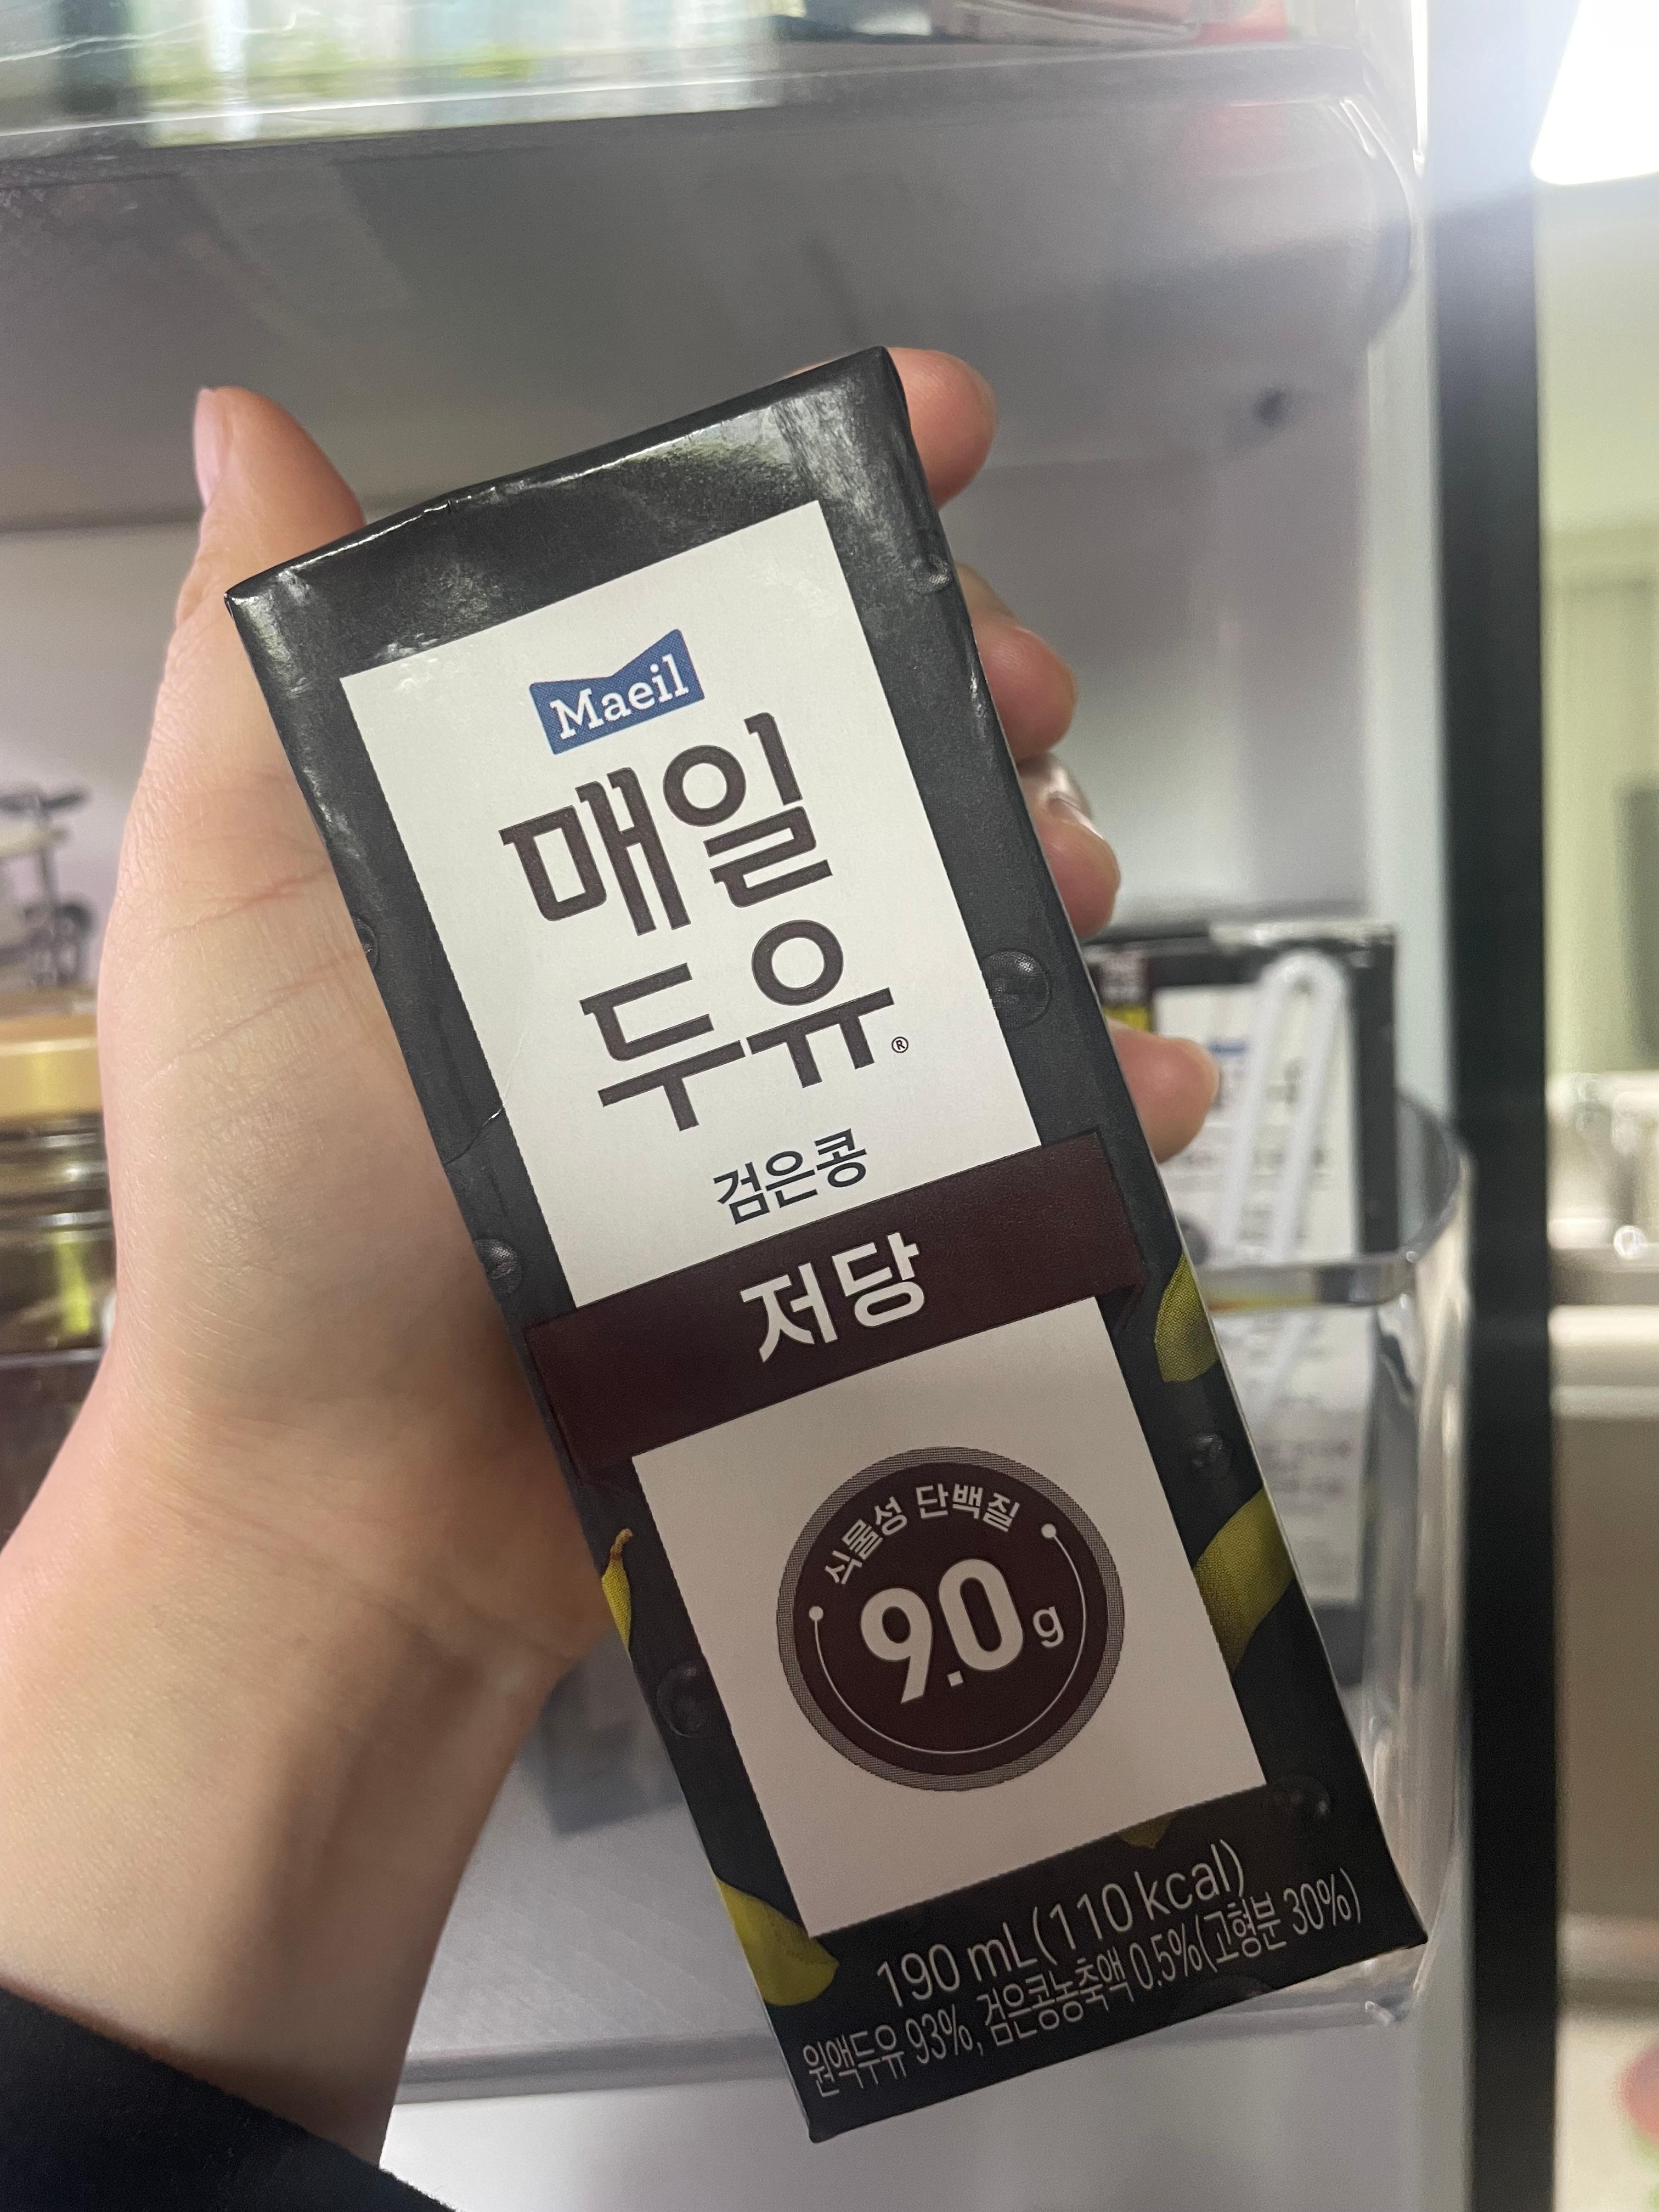 Maeil
매일
두유®
검은콩
저당
식물성 단백질
9.0g
190 mL(110 kcal)
원액두유 93%, 검은콩농축액 0.5%(고형분 30%)